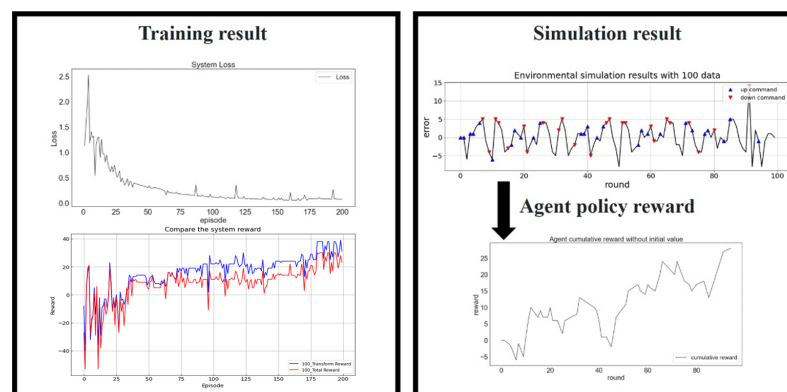 Training result
System Loss
Loss
2.5
2.0
1.5
1.0
0.5
0.0
Loss
0 25 50 75 100 125 150 175 200
episode
Compare the system reward
40
20
0
−20
−40
Reward
100_Transform Reward
100_Total Reward
0 25 50 75 100 125 150 175 200
Episode
Simulation result
Environmental simulation results with 100 data
up command
down command
15
10
5
0
−5
error
0 20 40 60 80 100
round
Agent policy reward
Agent cumulative reward without initial value
25
20
15
10
5
0
−5
reward
cumulative reward
0 20 40 60 80
round